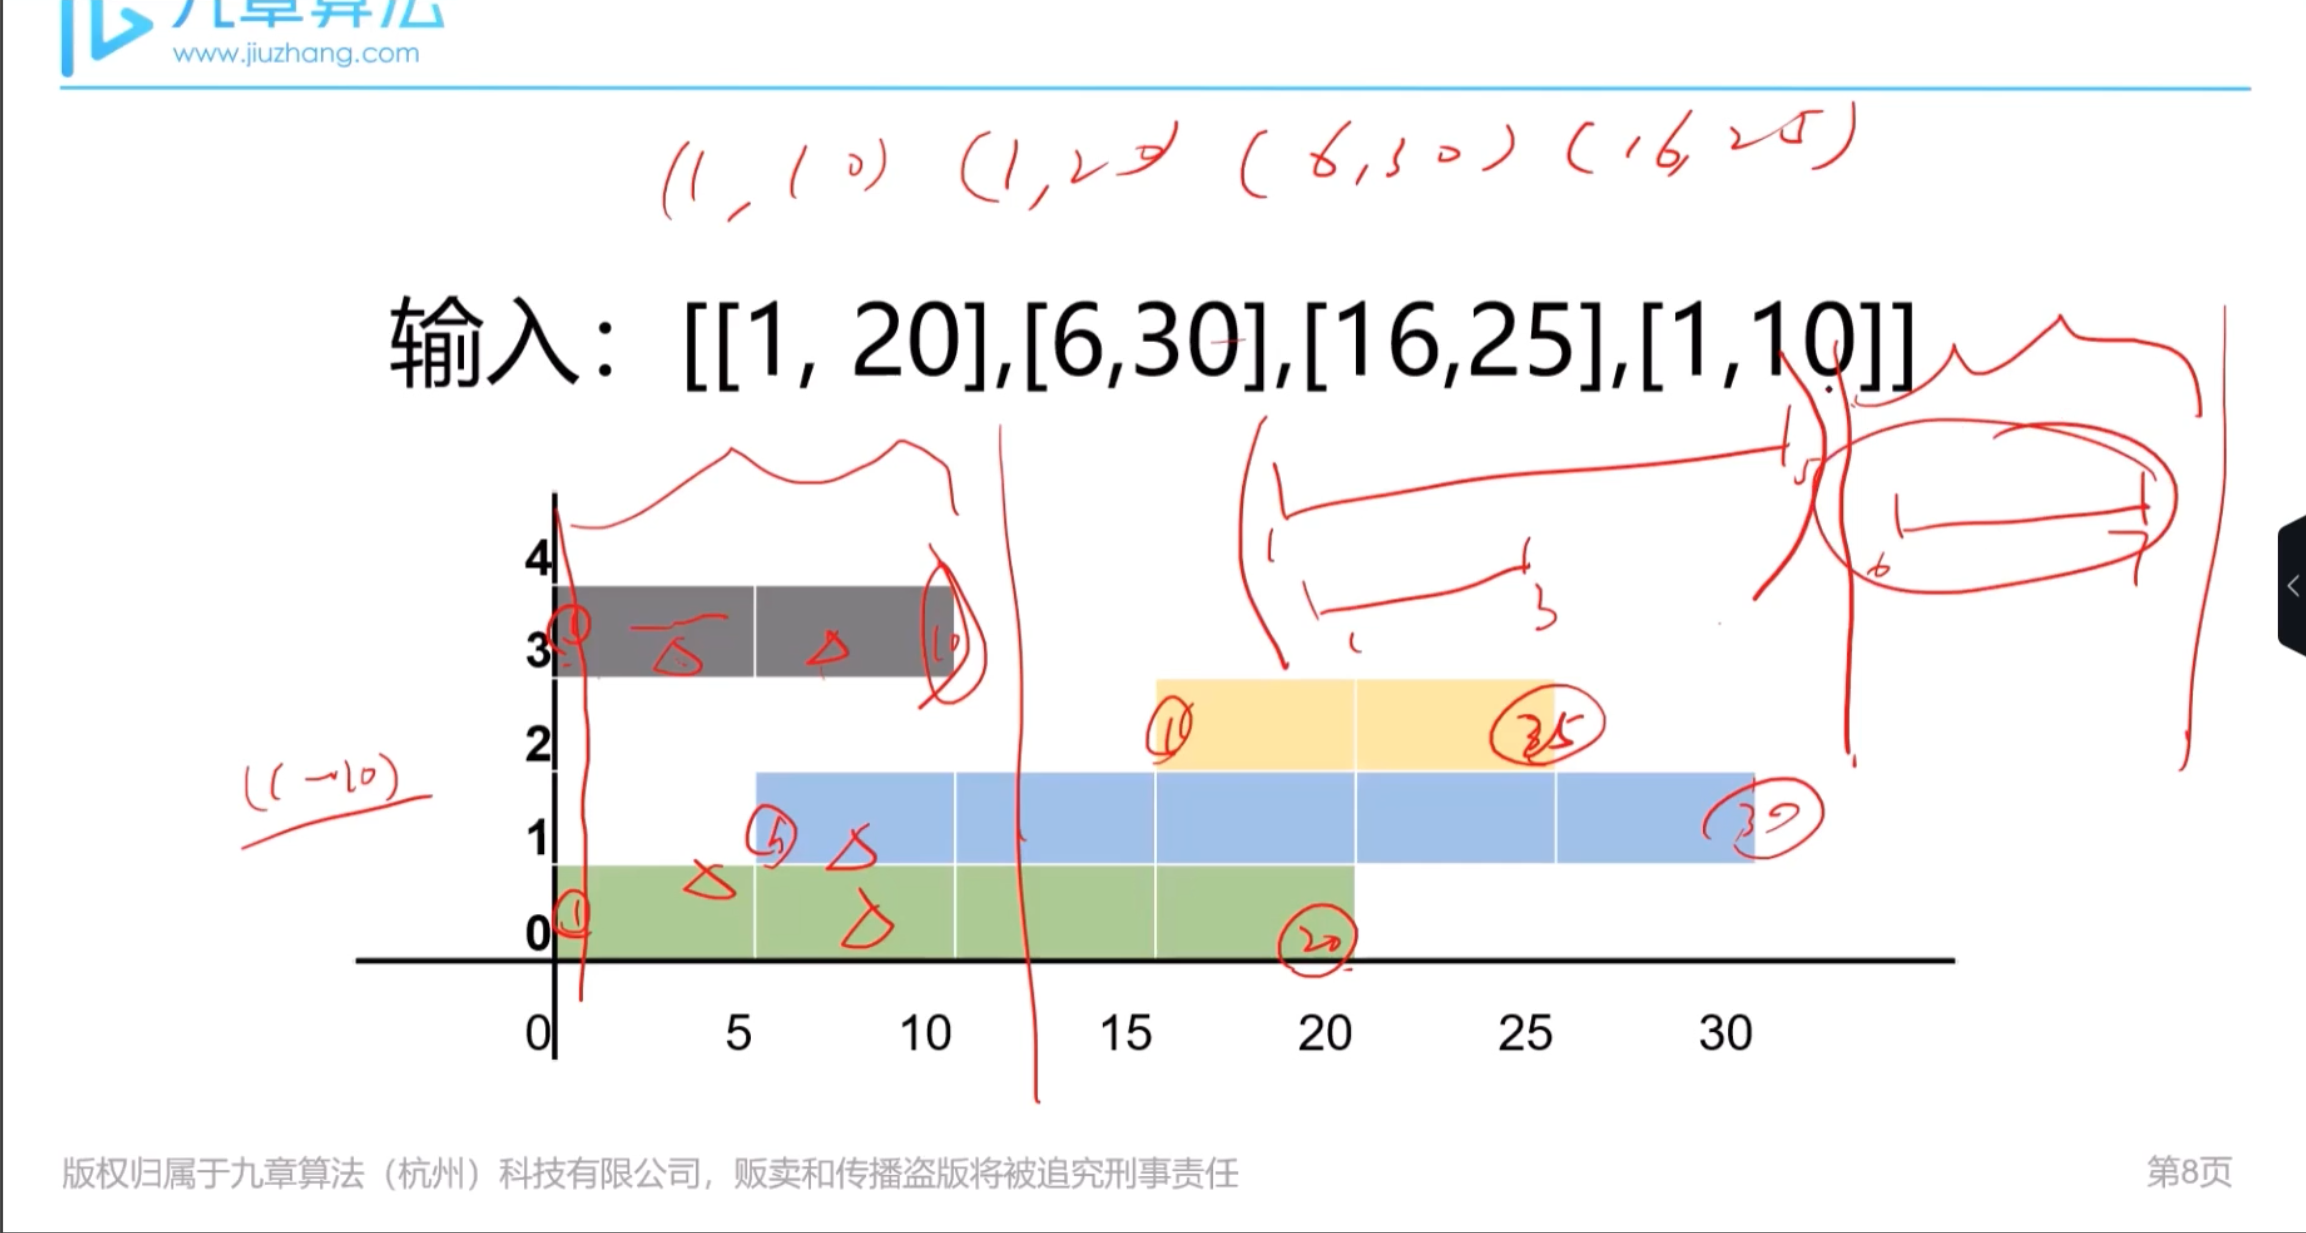 九章算法
www.jiuzhang.com
(1, 10) (1, 20) (6, 30) (16, 25)
输入：[[1, 20],[6,30],[16,25],[1,10]]
4
3
2
1
0
1
10
25
5
30
1
20
1
5
1
3
6
7
0 5 10 15 20 25 30
版权归属于九章算法（杭州）科技有限公司，贩卖和传播盗版将被追究刑事责任
第8页